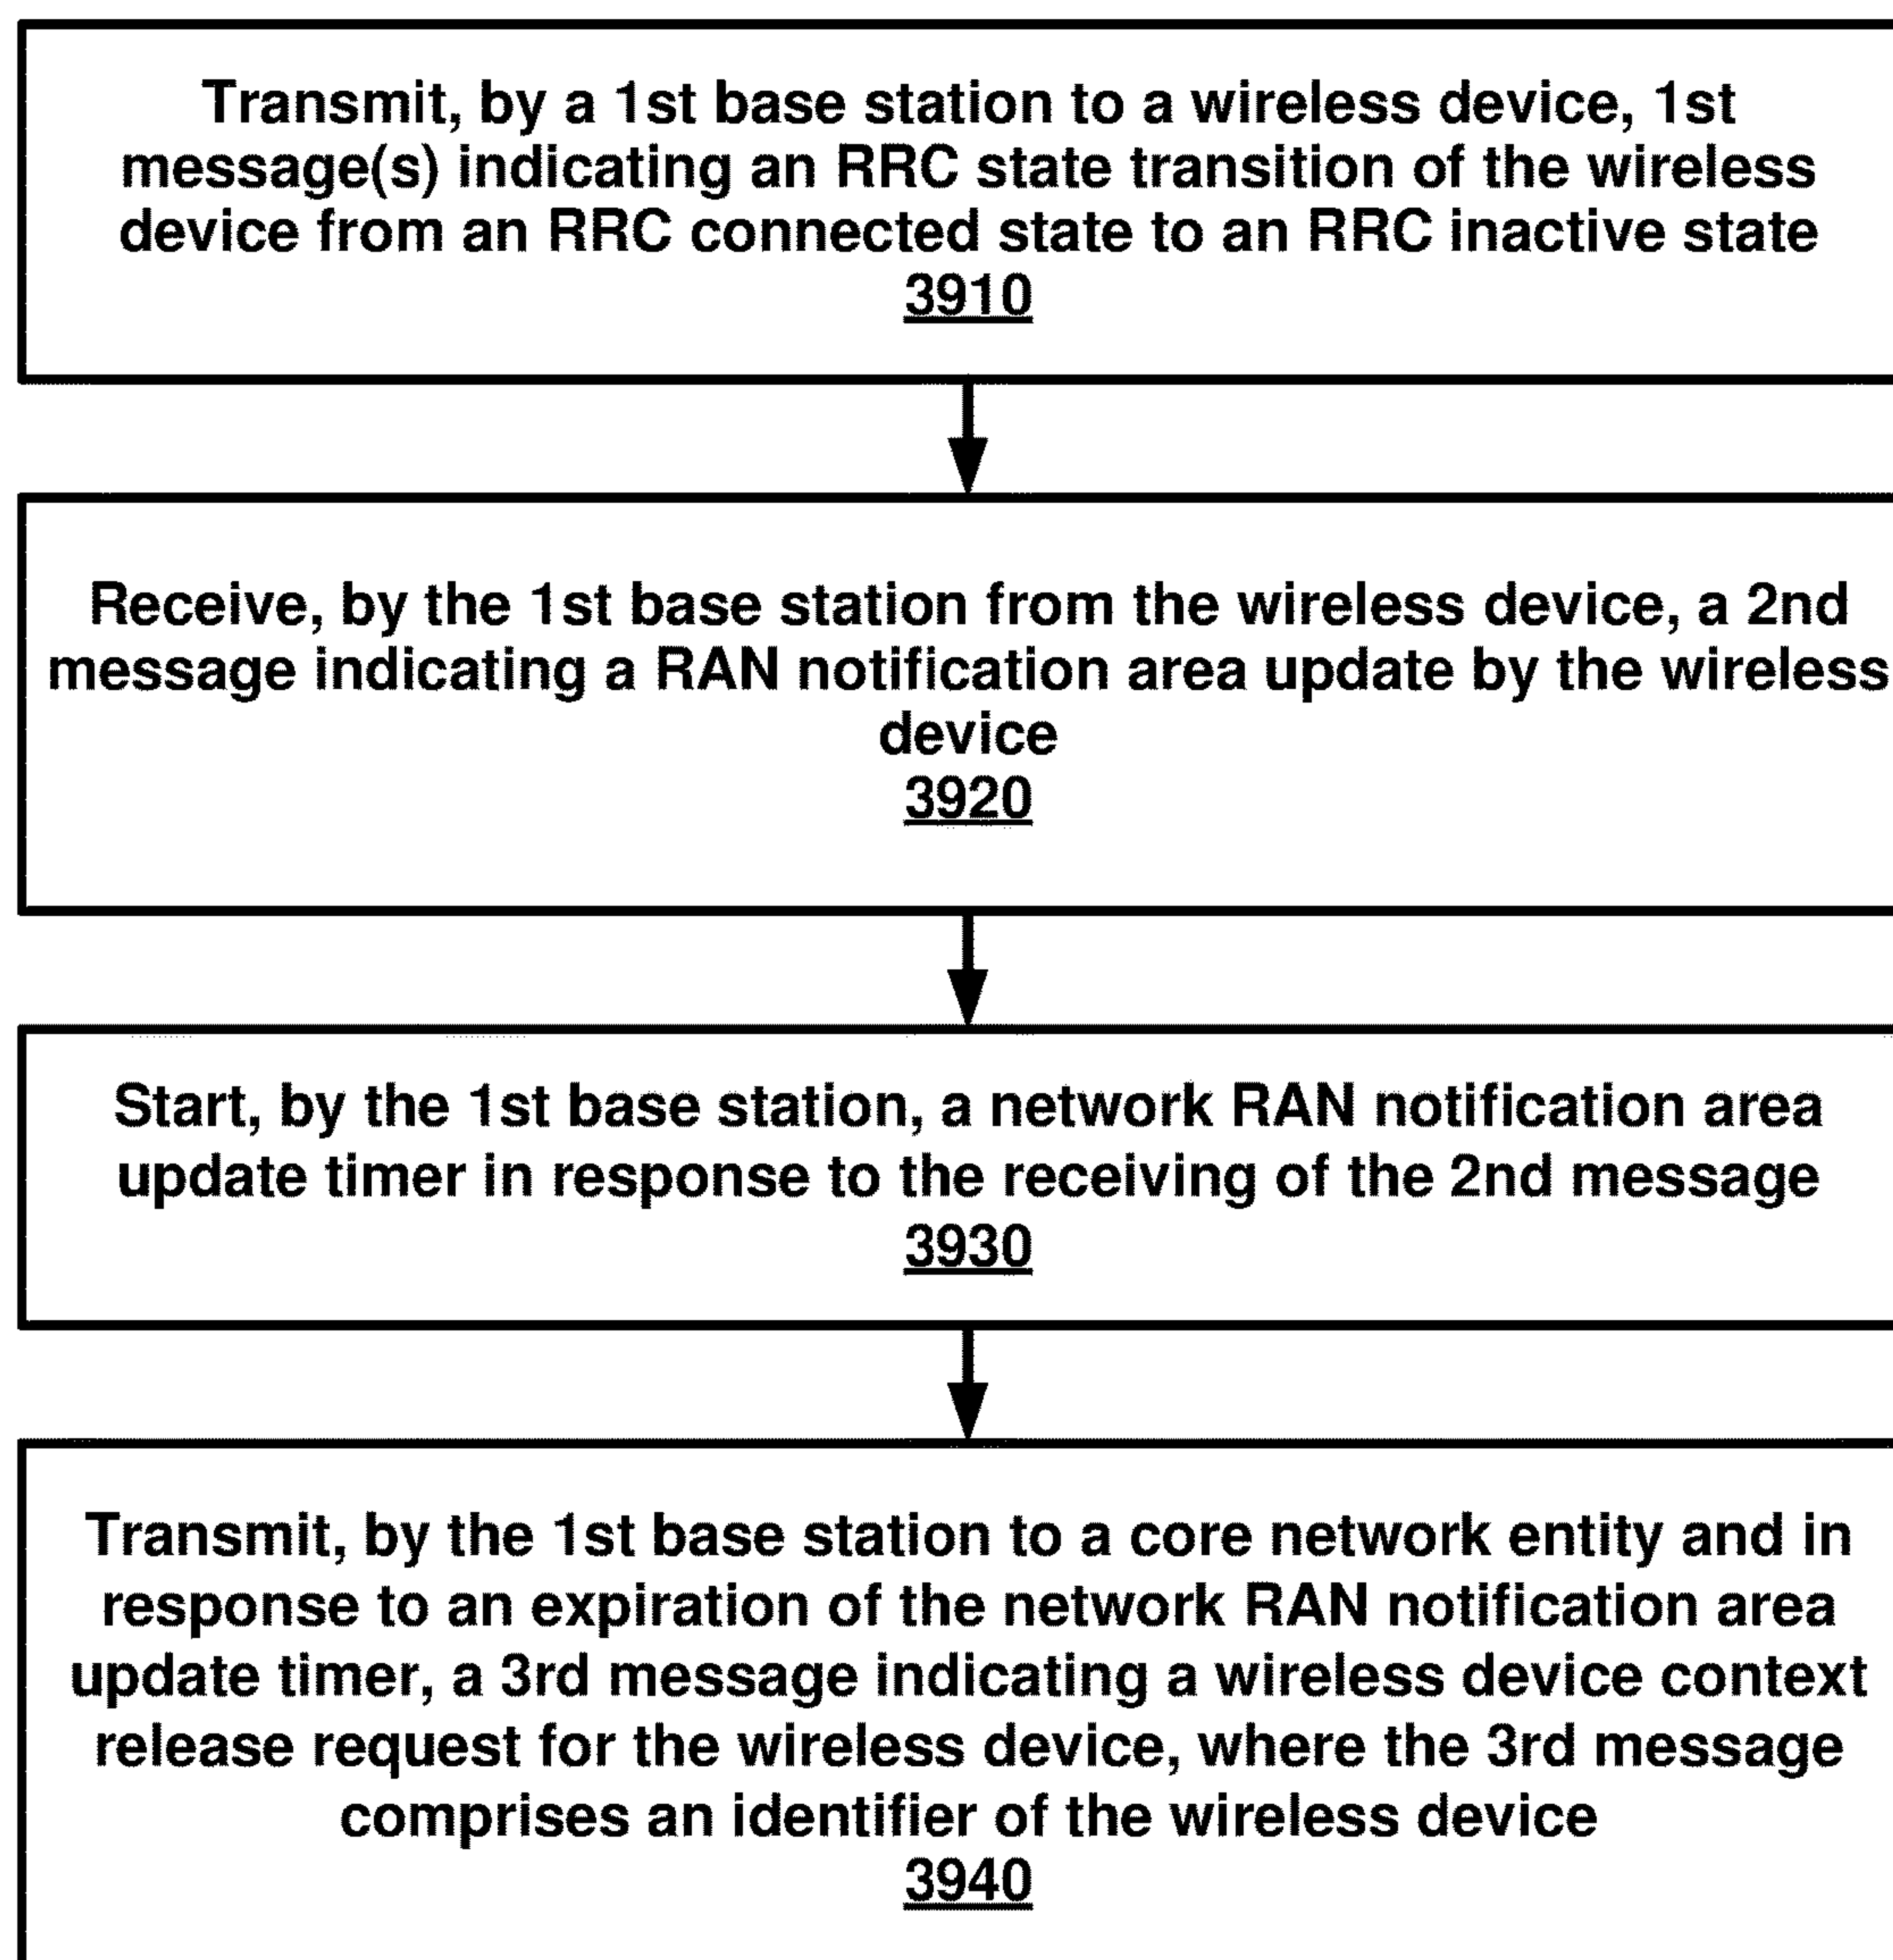 Transmit, by a 1st base station to a wireless device, 1st
message(s) indicating an RRC state transition of the wireless
device from an RRC connected state to an RRC inactive state
3910
Receive, by the 1st base station from the wireless device, a 2nd
message indicating a RAN notification area update by the wireless
device
3920
Start, by the 1st base station, a network RAN notification area
update timer in response to the receiving of the 2nd message
3930
Transmit, by the 1st base station to a core network entity and in
response to an expiration of the network RAN notification area
update timer, a 3rd message indicating a wireless device context
release request for the wireless device, where the 3rd message
comprises an identifier of the wireless device
3940